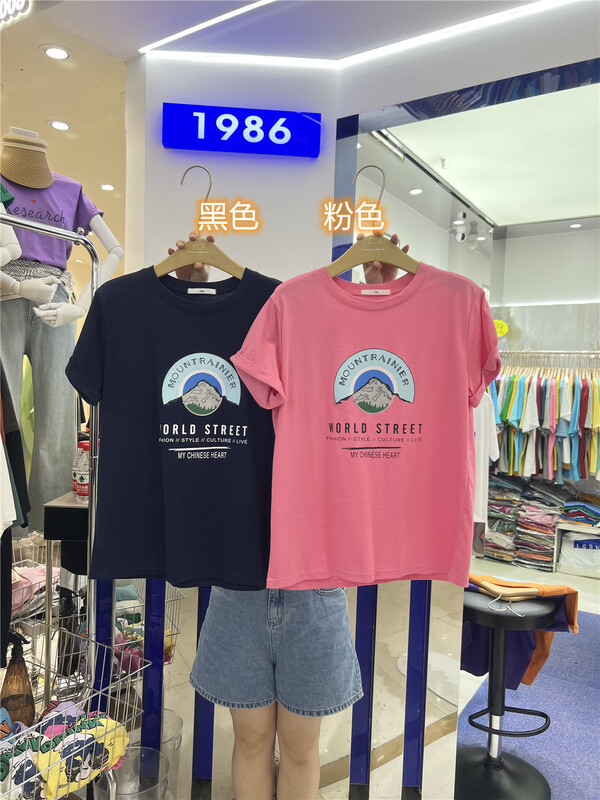 1986
黑色
粉色
Research
MOUNTRAINIER
WORLD STREET
FASHION // STYLE // CULTURE // LIVE
MY CHINESE HEART
MOUNTRAINIER
WORLD STREET
FASHION // STYLE // CULTURE // LIVE
MY CHINESE HEART